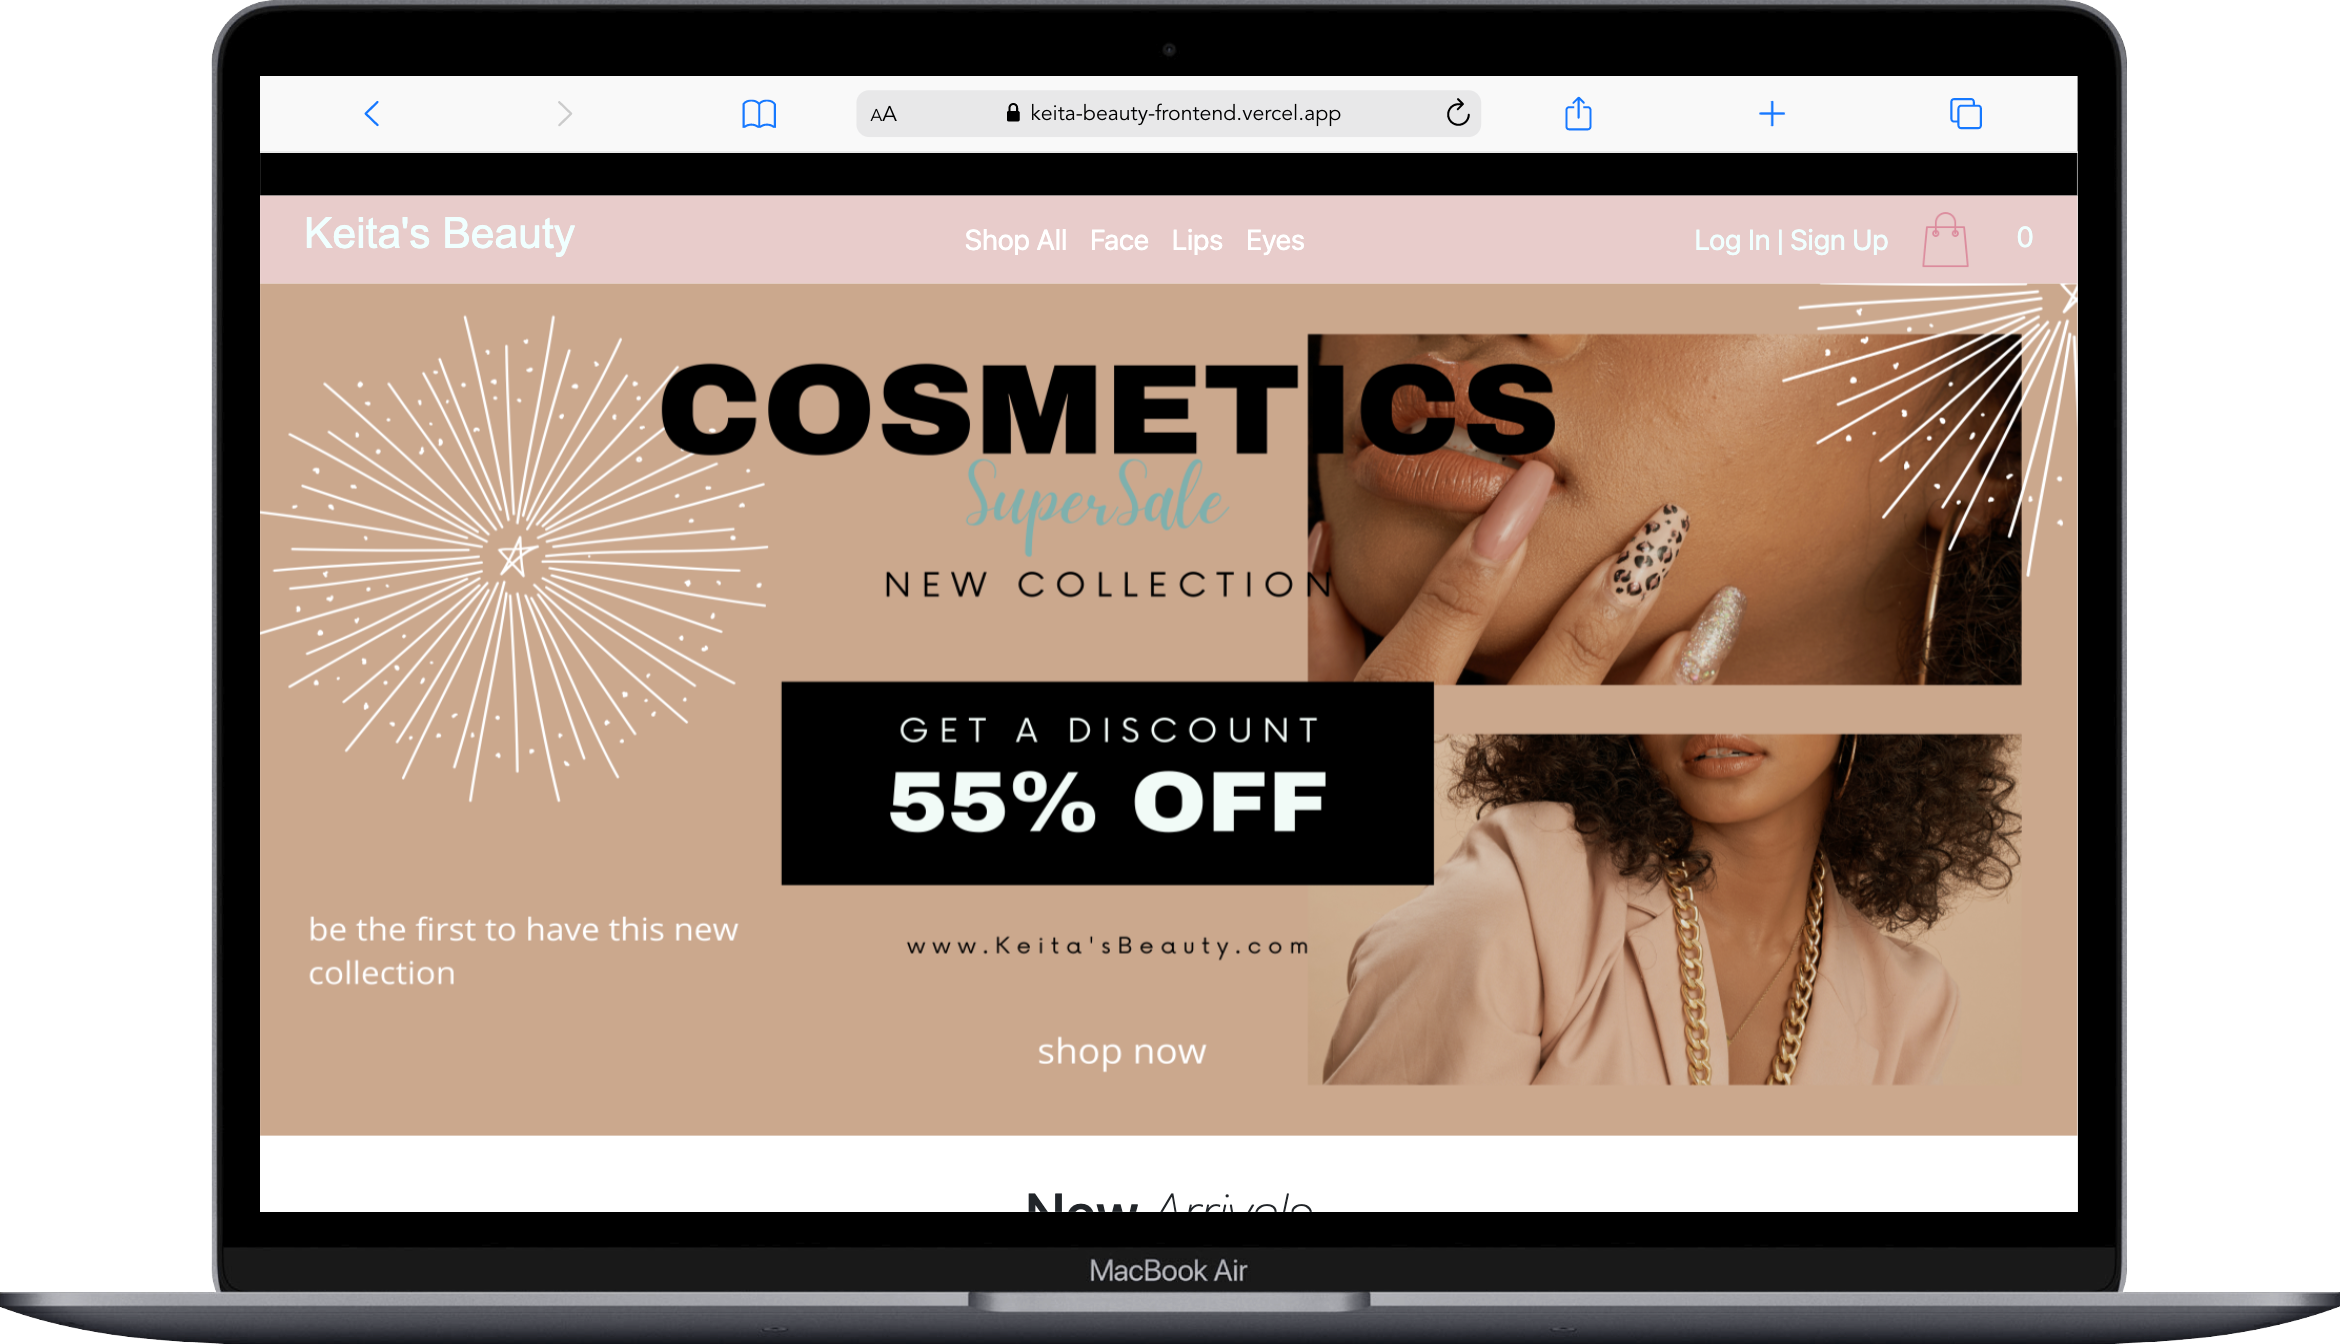 AA keita-beauty-frontend.vercel.app
Keita's Beauty Shop All Face Lips Eyes Log In | Sign Up 0
COSMETICS
Super Sale
NEW COLLECTION
GET A DISCOUNT
55% OFF
be the first to have this new
collection
www.Keita'sBeauty.com
shop now
New Arrivals
MacBook Air